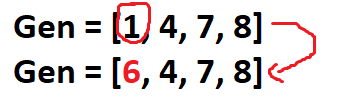 Gen = [1, 4, 7, 8]
Gen = [6, 4, 7, 8]